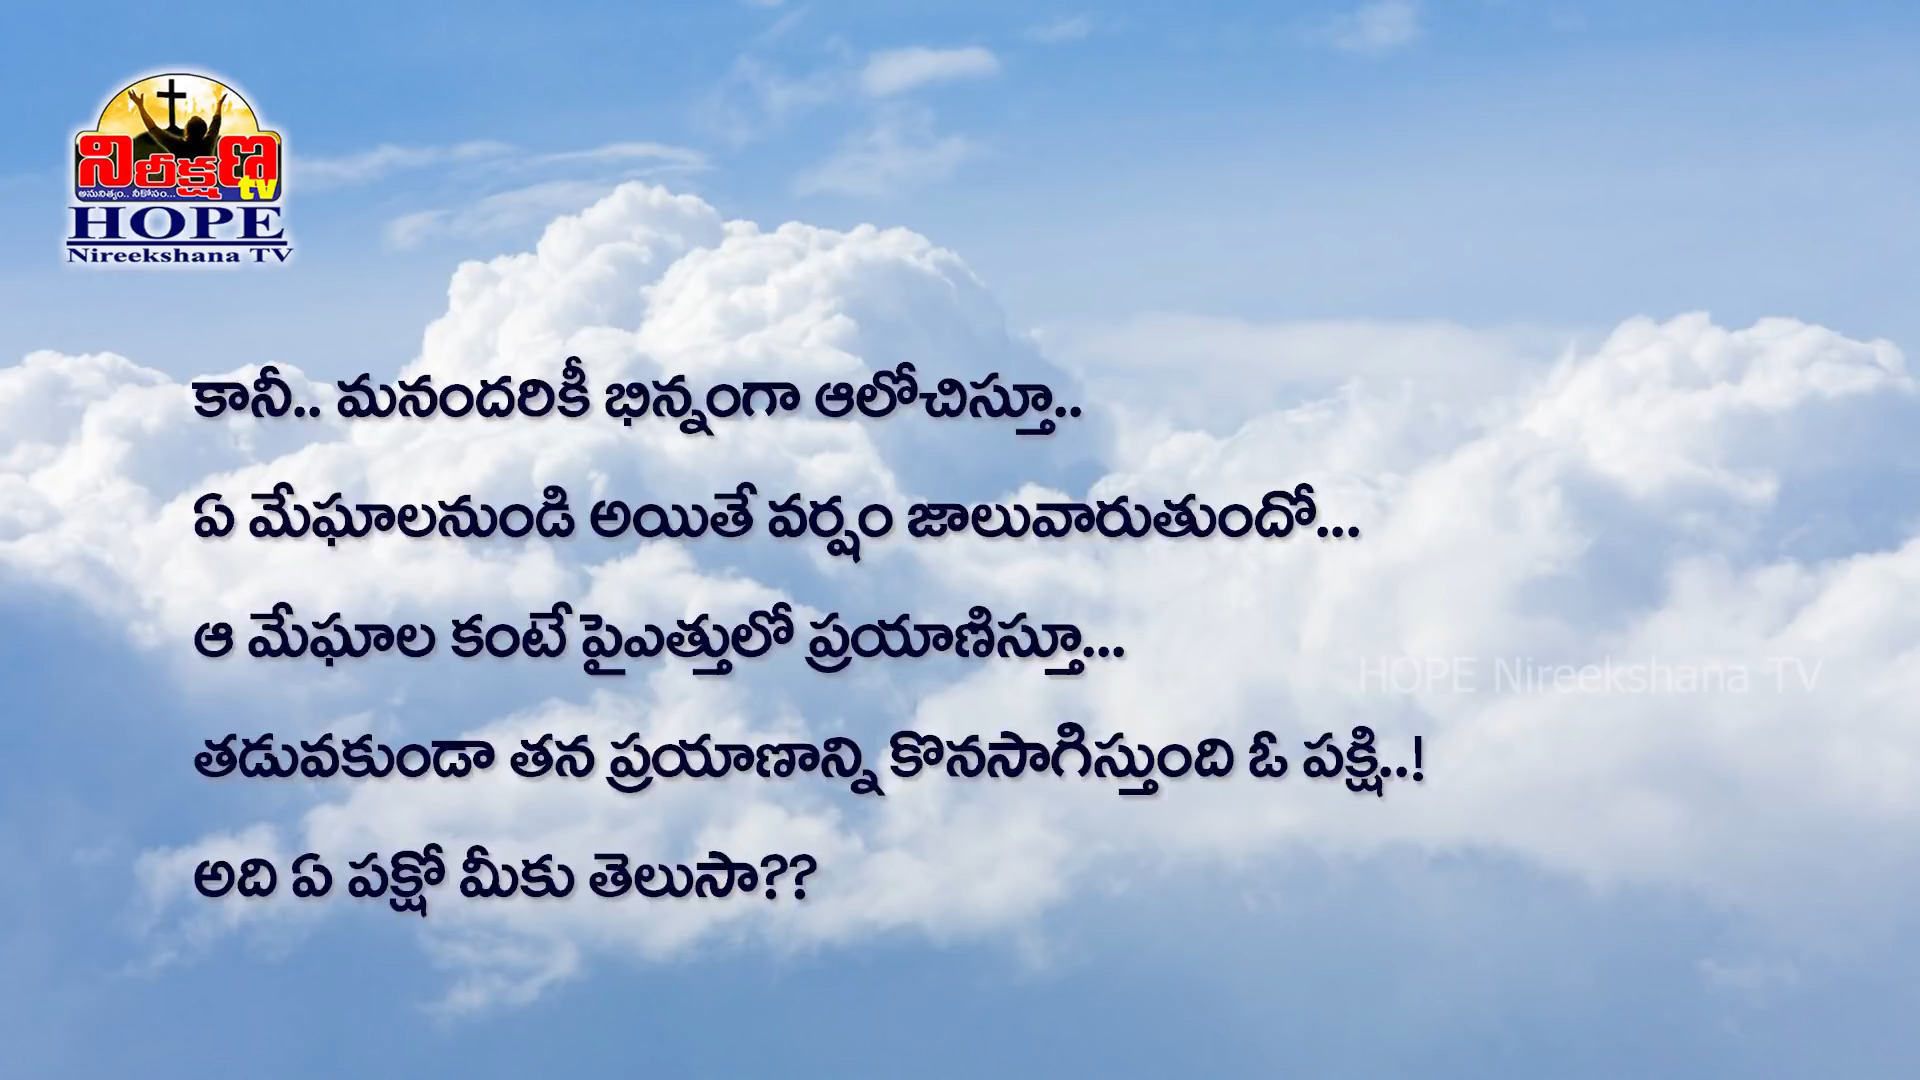 నిరీక్షణ
tv
అనునిత్యం.. నీకోసం...
HOPE
Nireekshana TV
కానీ.. మనందరికీ భిన్నంగా ఆలోచిస్తూ..
ఏ మేఘాలనుండి అయితే వర్షం జాలువారుతుందో...
ఆ మేఘాల కంటే పైఎత్తులో ప్రయాణిస్తూ...
HOPE Nireekshana TV
తడువకుండా తన ప్రయాణాన్ని కొనసాగిస్తుంది ఓ పక్షి..!
అది ఏ పక్షో మీకు తెలుసా??